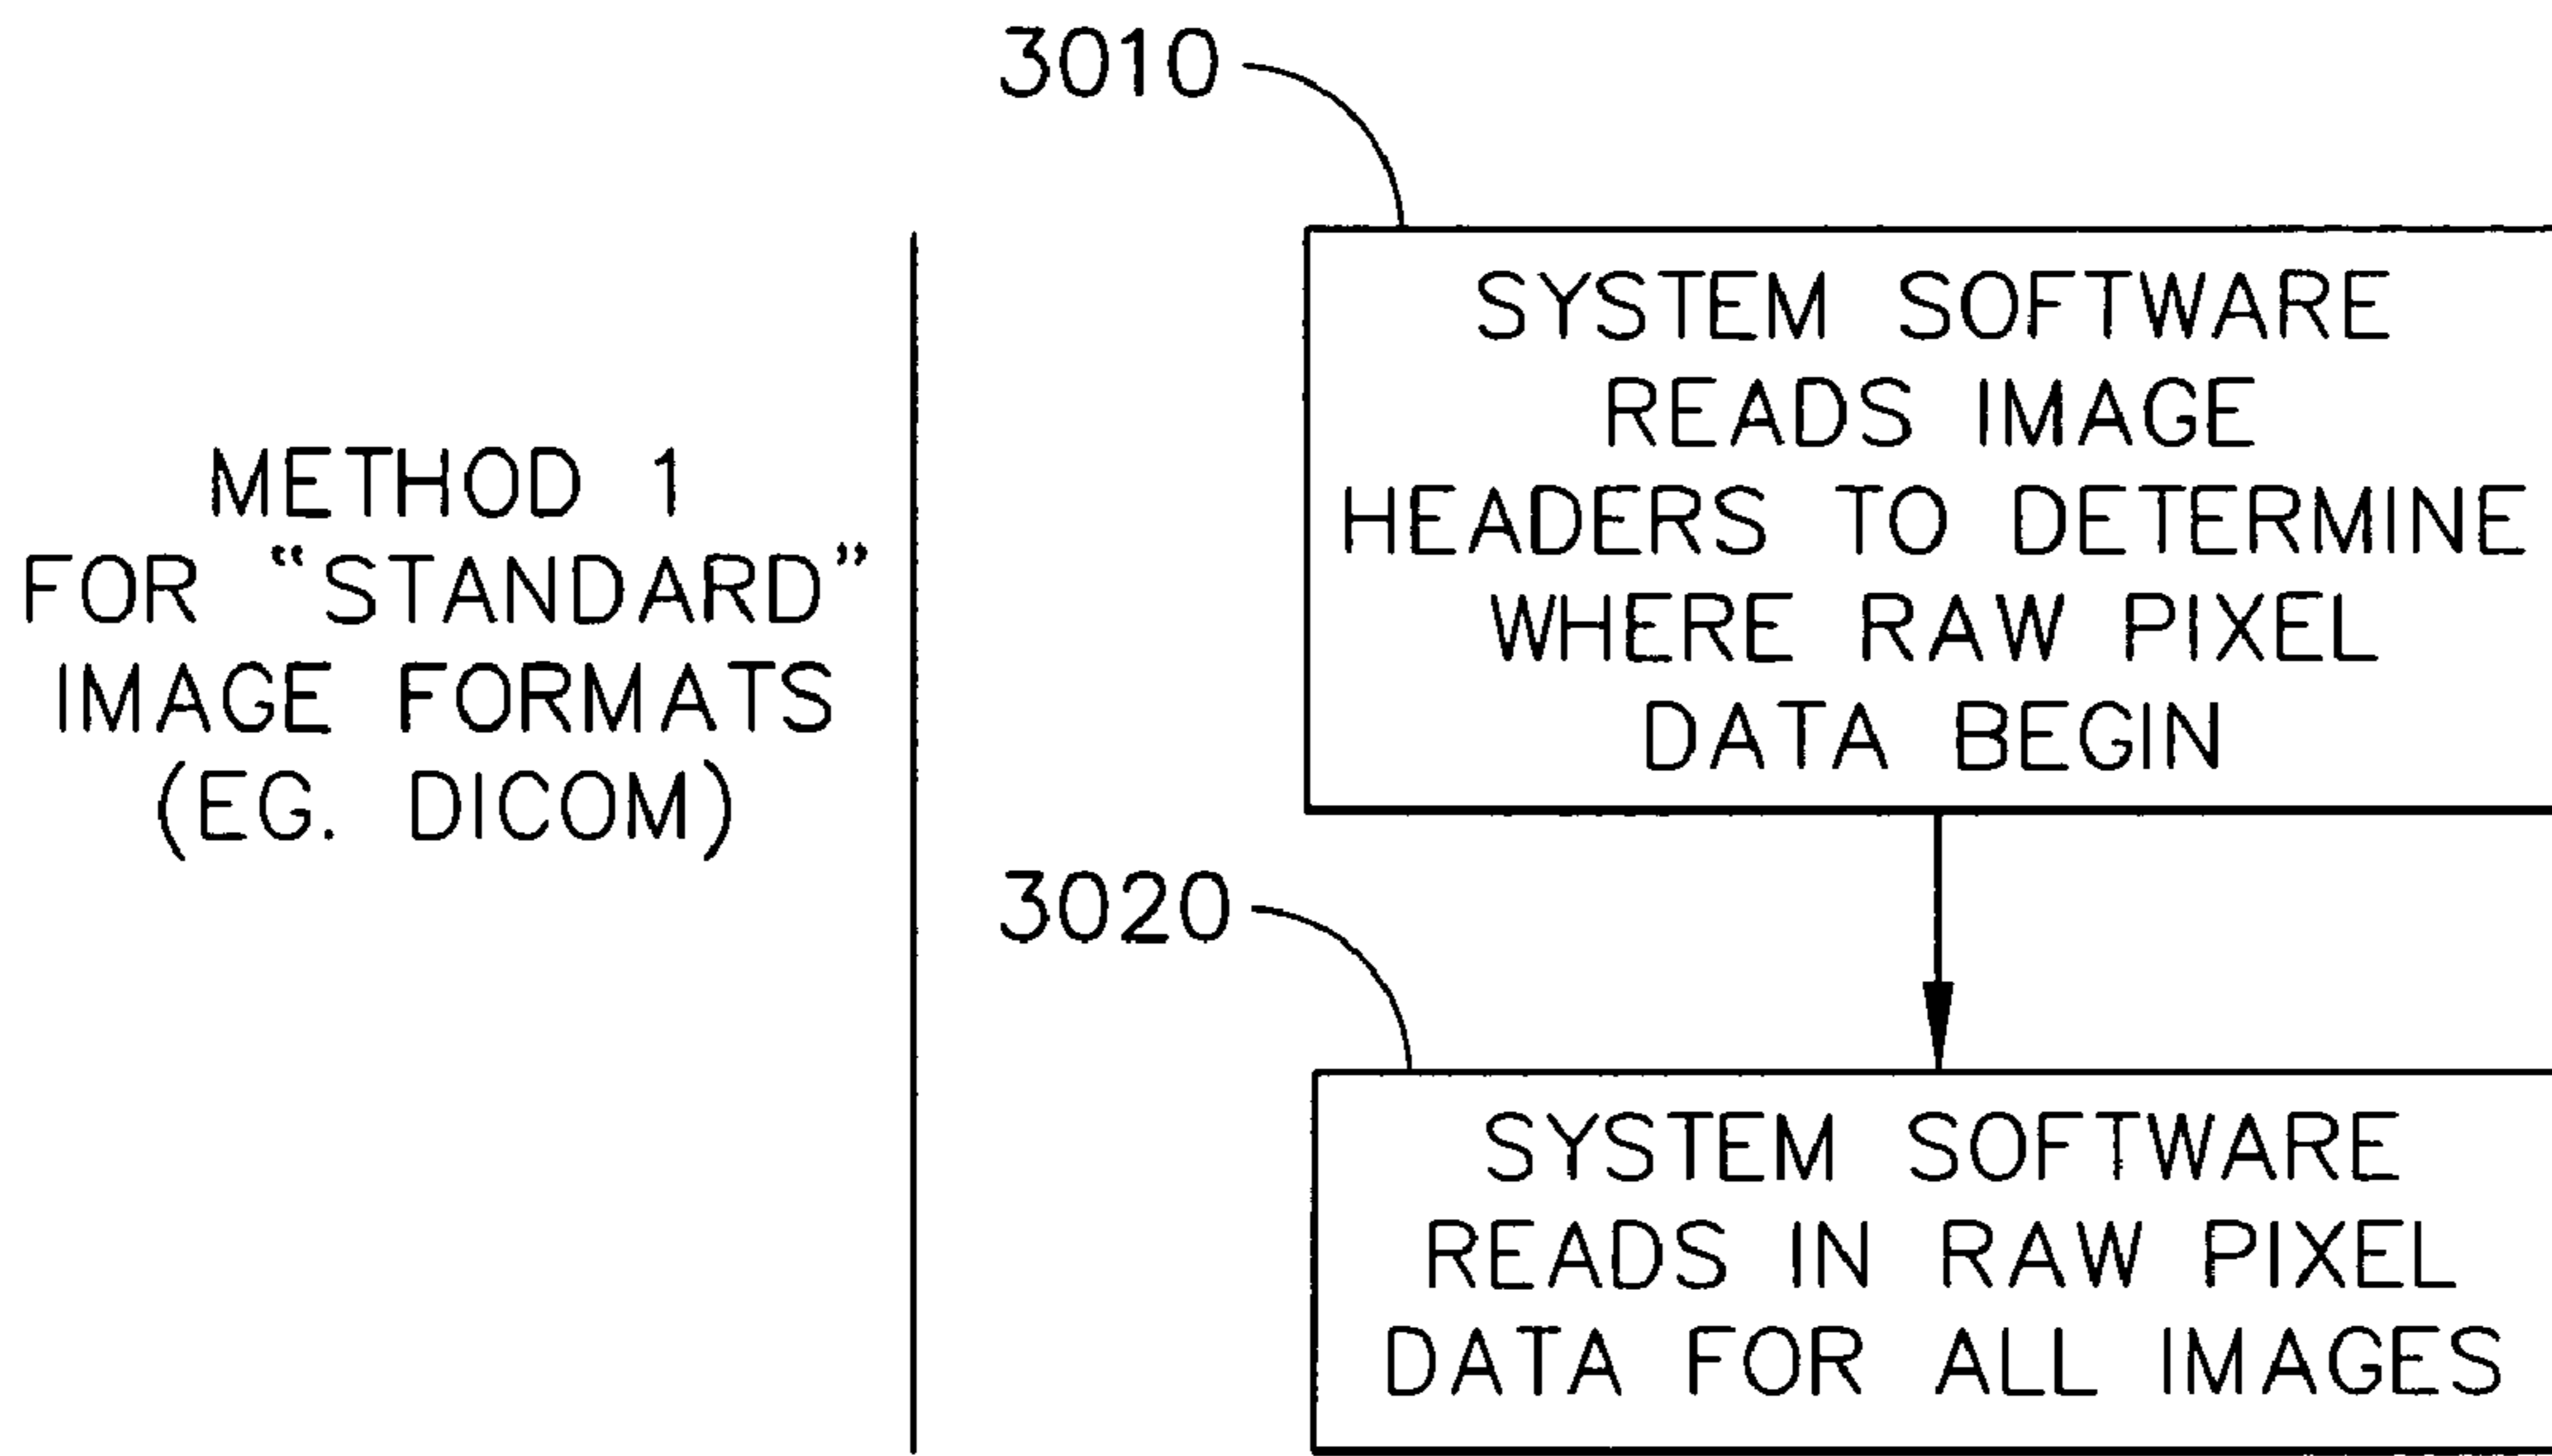 METHOD 1
FOR “STANDARD”
IMAGE FORMATS
(EG. DICOM)
3010
SYSTEM SOFTWARE
READS IMAGE
HEADERS TO DETERMINE
WHERE RAW PIXEL
DATA BEGIN
3020
SYSTEM SOFTWARE
READS IN RAW PIXEL
DATA FOR ALL IMAGES